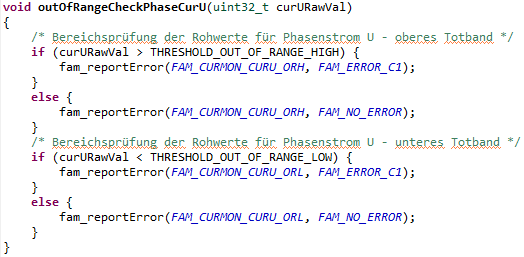 void outOfRangeCheckPhaseCurU(uint32_t curURawVal)
{
    /* Bereichsprüfung der Rohwerte für Phasenstrom U - oberes Totband */
    if (curURawVal > THRESHOLD_OUT_OF_RANGE_HIGH) {
        fam_reportError(FAM_CURMON_CURU_ORH, FAM_ERROR_C1);
    }
    else {
        fam_reportError(FAM_CURMON_CURU_ORH, FAM_NO_ERROR);
    }
    /* Bereichsprüfung der Rohwerte für Phasenstrom U - unteres Totband */
    if (curURawVal < THRESHOLD_OUT_OF_RANGE_LOW) {
        fam_reportError(FAM_CURMON_CURU_ORL, FAM_ERROR_C1);
    }
    else {
        fam_reportError(FAM_CURMON_CURU_ORL, FAM_NO_ERROR);
    }
}